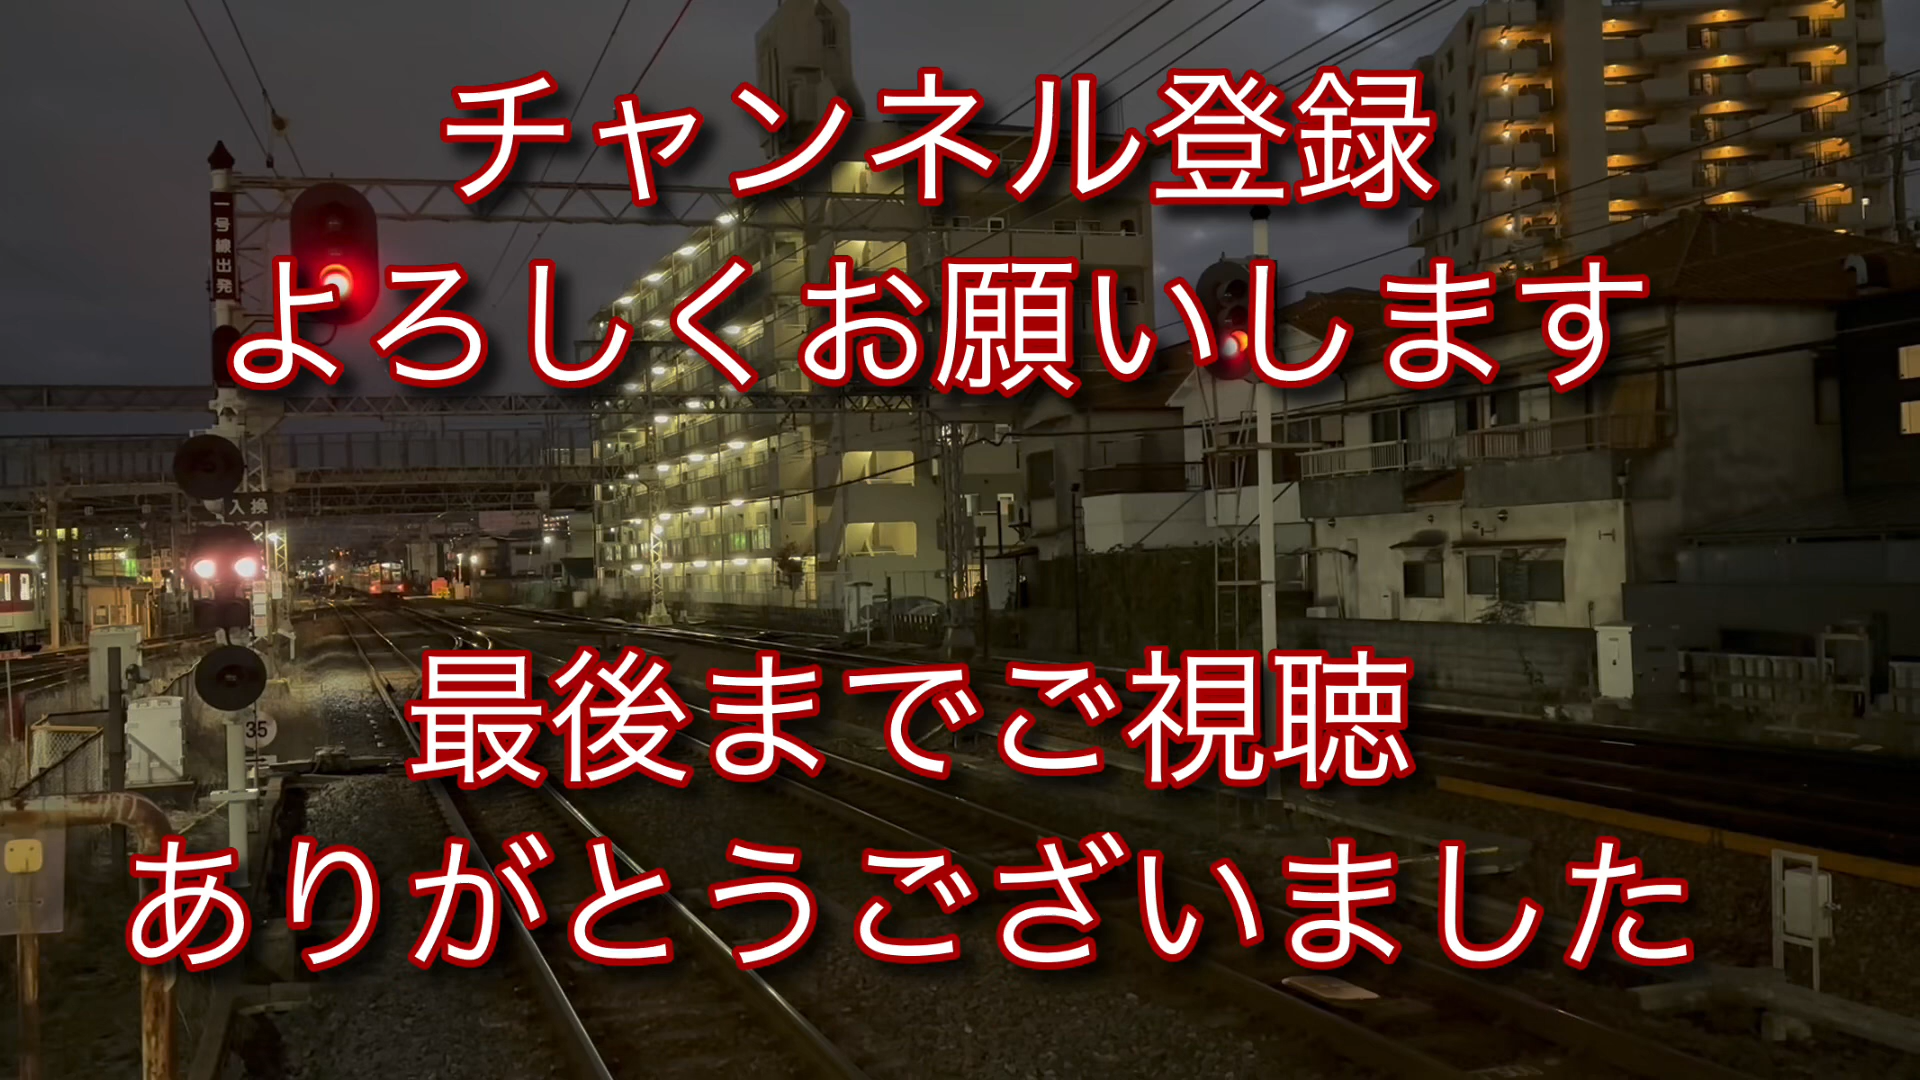 チャンネル登録
よろしくお願いします
一号線出発
入換
35
最後までご視聴
ありがとうございました